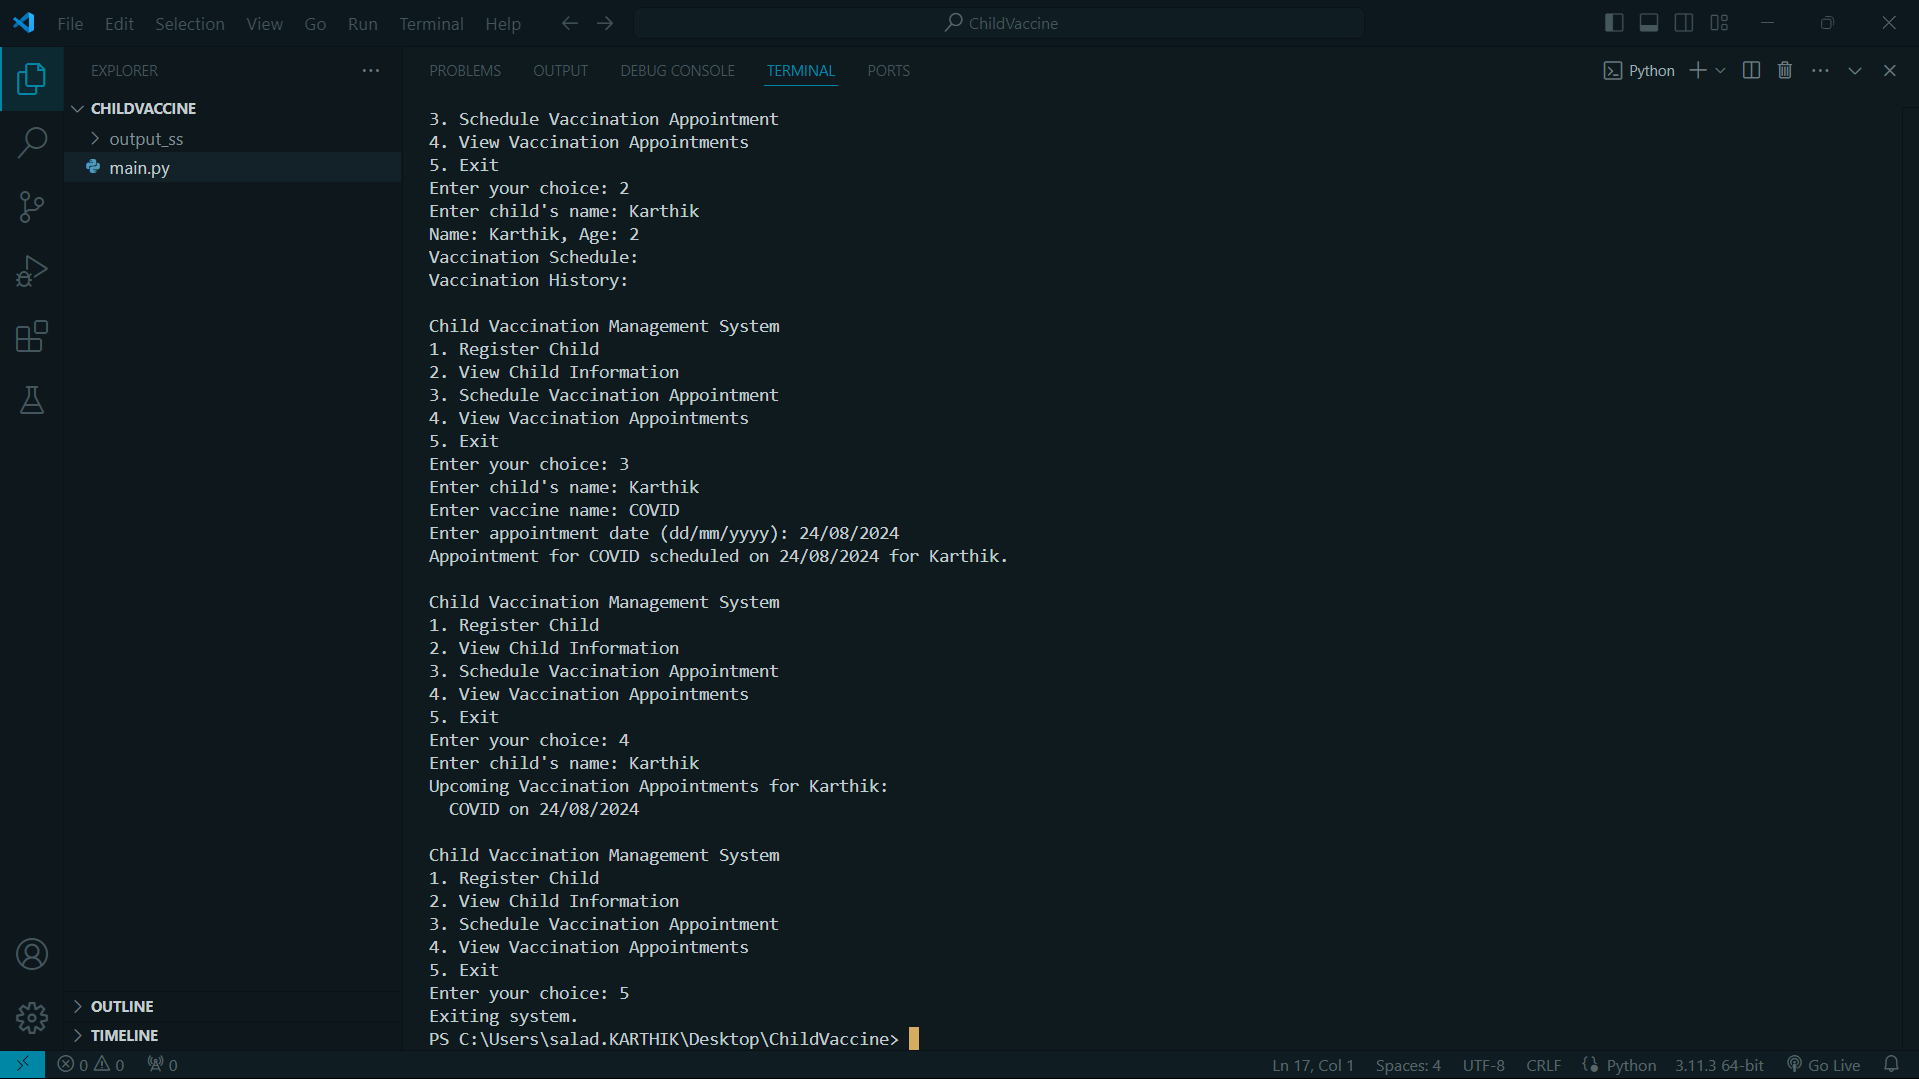 File Edit Selection View Go Run Terminal Help
ChildVaccine
EXPLORER
CHILDVACCINE
output_ss
main.py
OUTLINE
TIMELINE
PROBLEMS OUTPUT DEBUG CONSOLE TERMINAL PORTS
Python
3. Schedule Vaccination Appointment
4. View Vaccination Appointments
5. Exit
Enter your choice: 2
Enter child's name: Karthik
Name: Karthik, Age: 2
Vaccination Schedule:
Vaccination History:
Child Vaccination Management System
1. Register Child
2. View Child Information
3. Schedule Vaccination Appointment
4. View Vaccination Appointments
5. Exit
Enter your choice: 3
Enter child's name: Karthik
Enter vaccine name: COVID
Enter appointment date (dd/mm/yyyy): 24/08/2024
Appointment for COVID scheduled on 24/08/2024 for Karthik.
Child Vaccination Management System
1. Register Child
2. View Child Information
3. Schedule Vaccination Appointment
4. View Vaccination Appointments
5. Exit
Enter your choice: 4
Enter child's name: Karthik
Upcoming Vaccination Appointments for Karthik:
COVID on 24/08/2024
Child Vaccination Management System
1. Register Child
2. View Child Information
3. Schedule Vaccination Appointment
4. View Vaccination Appointments
5. Exit
Enter your choice: 5
Exiting system.
PS C:\Users\salad.KARTHIK\Desktop\ChildVaccine>
0 0 0
Ln 17, Col 1 Spaces: 4 UTF-8 CRLF Python 3.11.3 64-bit Go Live